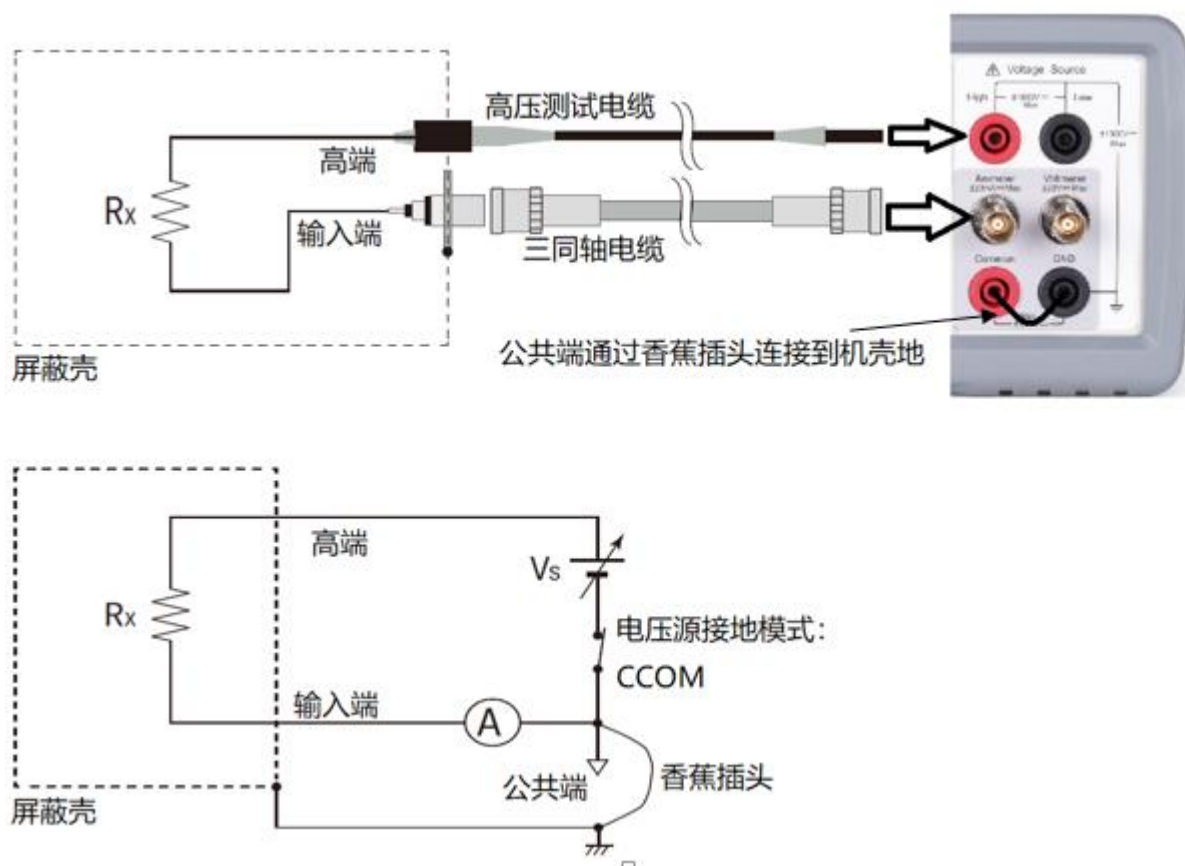 Voltage Source
高压测试电缆
High
±1000V
Max
Low
高端
Ammeter
Voltmeter
Rx
输入端
三同轴电缆
Common
GND
公共端通过香蕉插头连接到机壳地
屏蔽壳
高端
Vs
Rx
电压源接地模式:
CCOM
输入端
A
公共端
香蕉插头
屏蔽壳